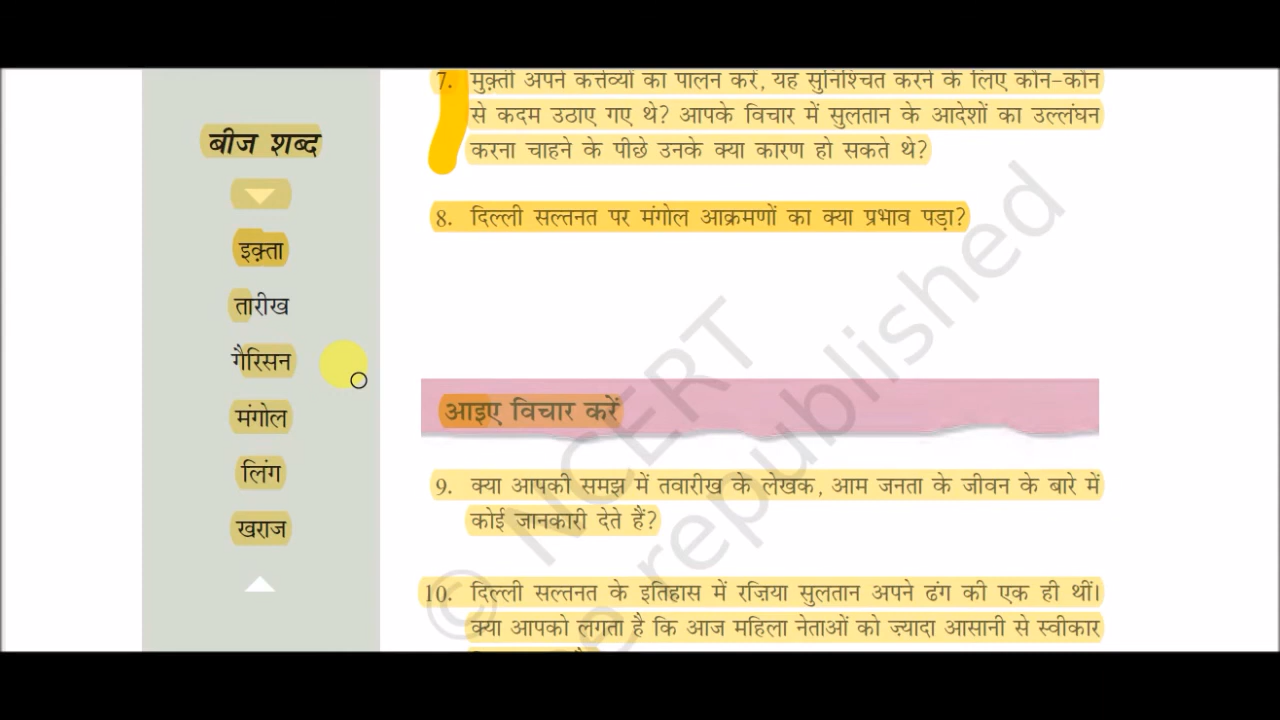 बीज शब्द
इक़्ता
तारीख
गैरिसन
मंगोल
लिंग
खराज
7. मुक़्ती अपने कर्त्तव्यों का पालन करें, यह सुनिश्चित करने के लिए कौन-कौन
से कदम उठाए गए थे? आपके विचार में सुलतान के आदेशों का उल्लंघन
करना चाहने के पीछे उनके क्या कारण हो सकते थे?
8. दिल्ली सल्तनत पर मंगोल आक्रमणों का क्या प्रभाव पड़ा?
आइए विचार करें
9. क्या आपकी समझ में तवारीख के लेखक, आम जनता के जीवन के बारे में
कोई जानकारी देते हैं?
10. दिल्ली सल्तनत के इतिहास में रज़िया सुलतान अपने ढंग की एक ही थीं।
क्या आपको लगता है कि आज महिला नेताओं को ज़्यादा आसानी से स्वीकार
© NCERT
republished